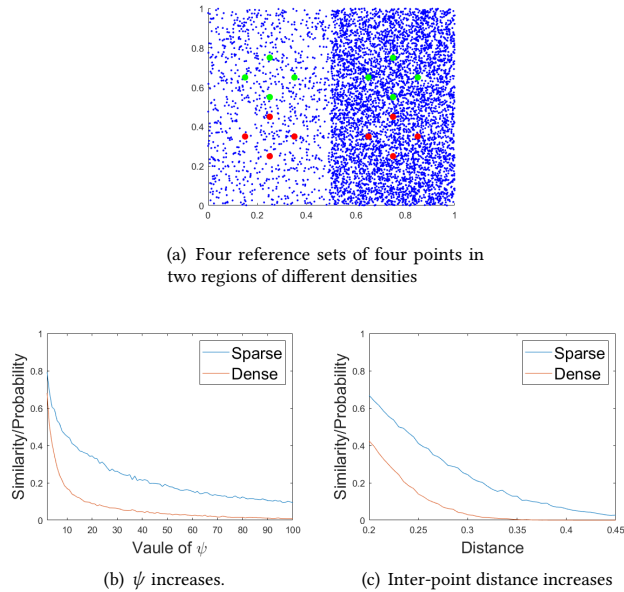 1
0.8
0.6
0.4
0.2
0
0 0.2 0.4 0.6 0.8 1
(a) Four reference sets of four points in
two regions of different densities
1
0.8
0.6
0.4
0.2
0
Similarity/Probability
Sparse
Dense
10 20 30 40 50 60 70 80 90 100
Vaule of ψ
(b) ψ increases.
1
0.8
0.6
0.4
0.2
0
Similarity/Probability
Sparse
Dense
0.2 0.25 0.3 0.35 0.4 0.45
Distance
(c) Inter-point distance increases